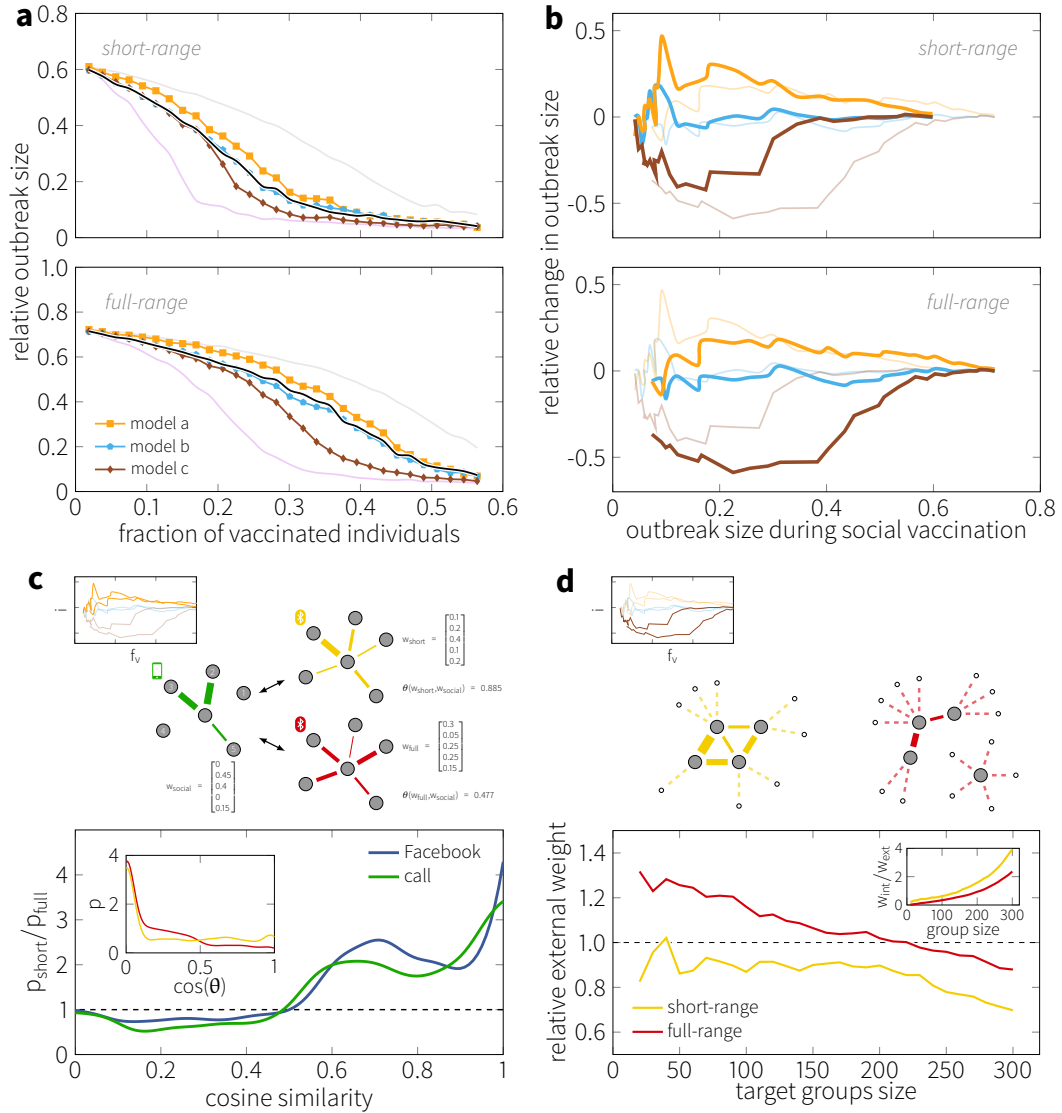 a
0.8
short-range
0.6
0.4
0.2
0
1.0
full-range
0.8
0.6
0.4
0.2
0
model a
model b
model c
0 0.1 0.2 0.3 0.4 0.5 0.6
fraction of vaccinated individuals
relative outbreak size
b
0.5
short-range
0
-0.5
0.5
full-range
0
-0.5
0 0.2 0.4 0.6 0.8
outbreak size during social vaccination
relative change in outbreak size
c
i
f_v
1
2
3
4
5
w_short = [0.1 0.2 0.4 0.1 0.2]
θ(w_short,w_social) = 0.885
w_full = [0.3 0.05 0.25 0.25 0.15]
θ(w_full,w_social) = 0.477
w_social = [0 0.45 0.4 0 0.15]
Facebook
call
4
3
2
1
0
p_short/p_full
4
2
0
p
0 0.5 1
cos(θ)
0 0.2 0.4 0.6 0.8 1
cosine similarity
d
i
f_v
1.4
1.2
1.0
0.8
0.6
relative external weight
4
2
0
w_int/w_ext
0 100 200 300
group size
short-range
full-range
0 50 100 150 200 250 300
target groups size